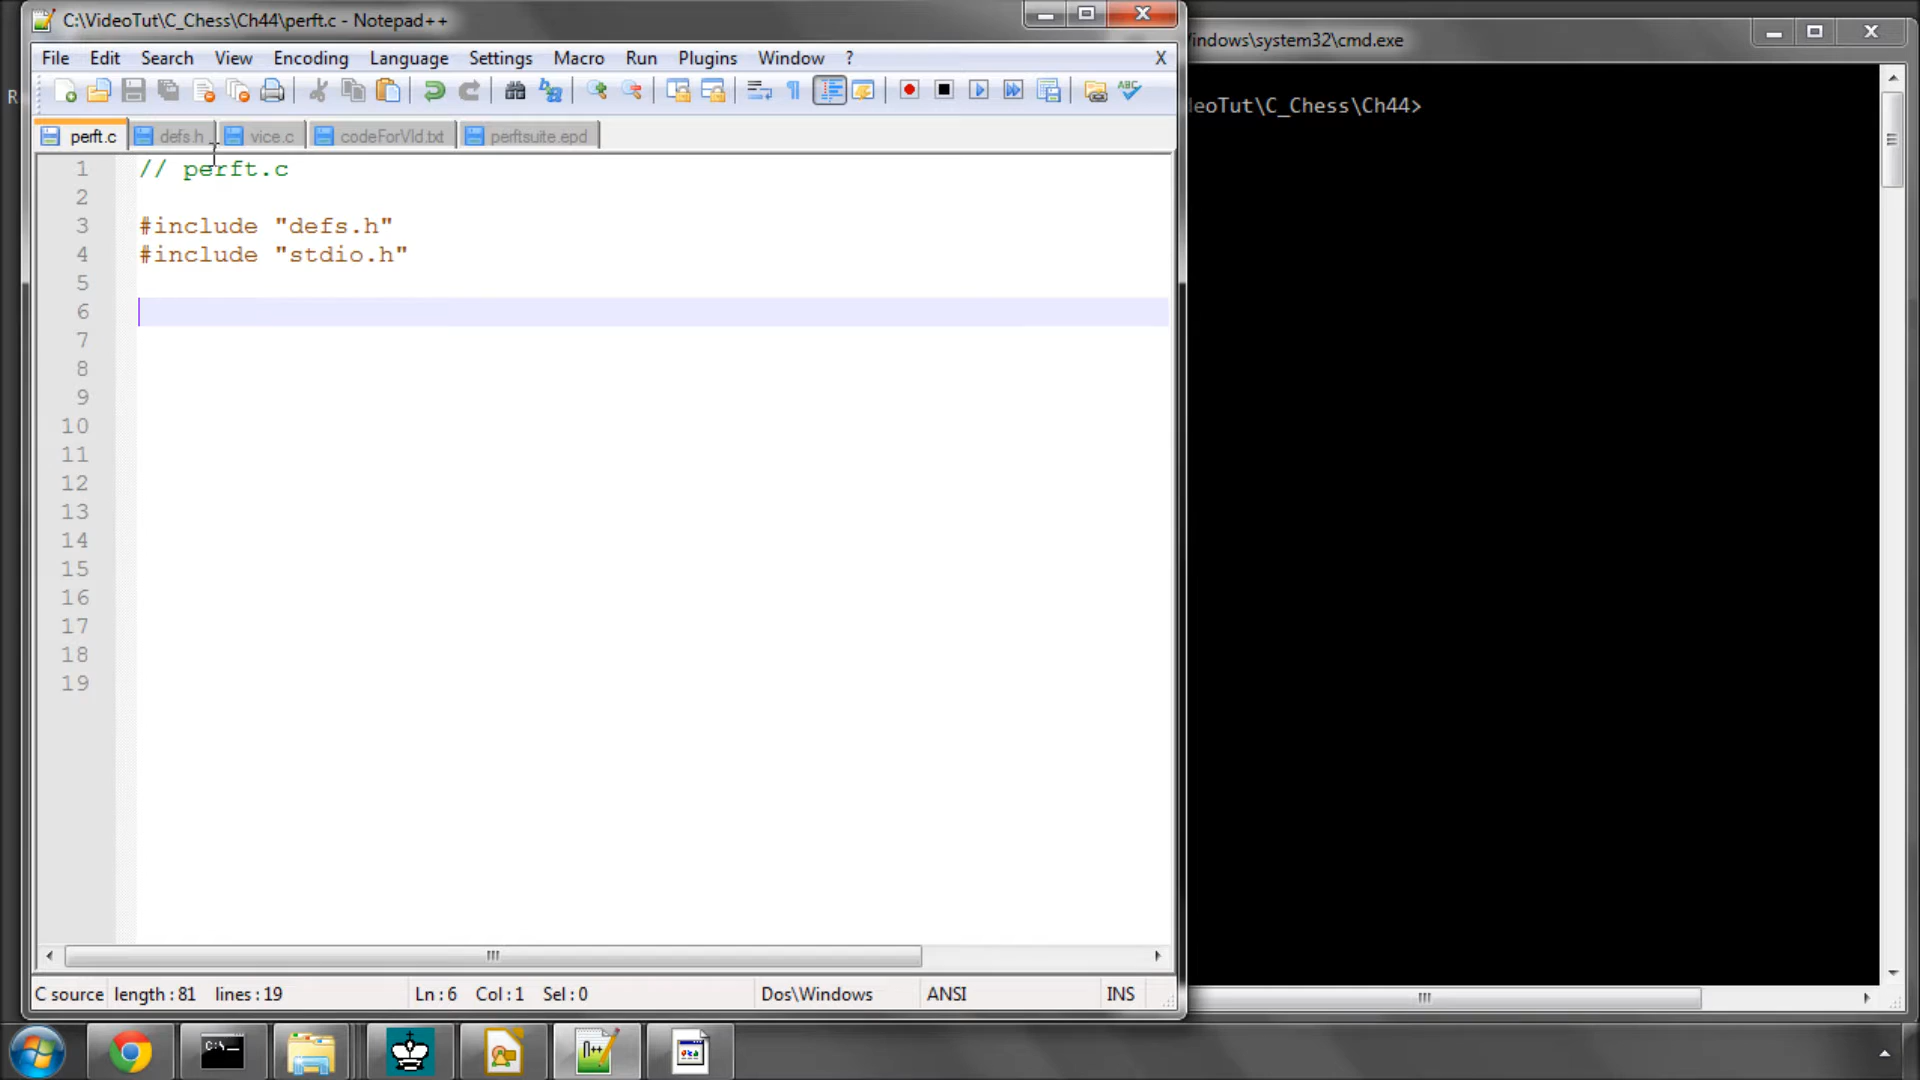 C:\VideoTut\C_Chess\Ch44\perft.c - Notepad++
indows\system32\cmd.exe
File Edit Search View Encoding Language Settings Macro Run Plugins Window ? X
R
eoTut\C_Chess\Ch44>
perft.c defs.h vice.c codeForVId.txt perftsuite.epd
1 // perft.c
2
3 #include "defs.h"
4 #include "stdio.h"
5
6
7
8
9
10
11
12
13
14
15
16
17
18
19
C source length : 81 lines : 19 Ln : 6 Col : 1 Sel : 0 Dos\Windows ANSI INS